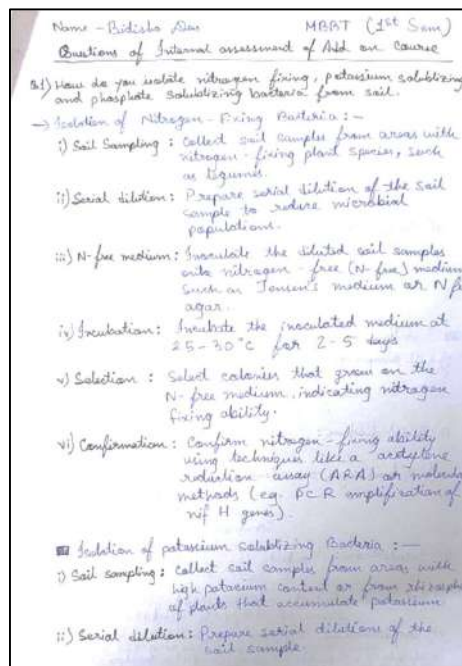 Name - Bidisha Das MBBT (1st Sem)
Questions of Internal assessment of Add on Course
Q1) How do you isolate nitrogen fixing, potassium solublizing
and phosphate solublizing bacteria from soil.
→ Isolation of Nitrogen - Fixing Bacteria : -
i) Soil Sampling : Collect soil samples from areas with
nitrogen - fixing plant species, such
as legumes.
ii) Serial dilution : Prepare serial dilution of the soil
sample to reduce microbial
populations.
iii) N-free medium : Inoculate the diluted soil samples
onto nitrogen - free (N-free) medium
such as Jensen's medium or N
agar.
iv) Incubation : Incubate the inoculated medium at
25-30°C for 2-5 days
v) Selection : Select colonies that grow on the
N-free medium, indicating nitrogen
fixing ability.
vi) Confirmation : Confirm nitrogen - fixing ability
using techniques like a acetylene
reduction assay (ARA) or
methods (eg. PCR amplification of
nif H genes).
Isolation of potassium solublizing Bacteria : —
i) Soil sampling : Collect soil samples from areas with
high potassium content or from
of plants that accumulate potassium
ii) Serial dilution : Prepare serial dilutions of the
soil sample.